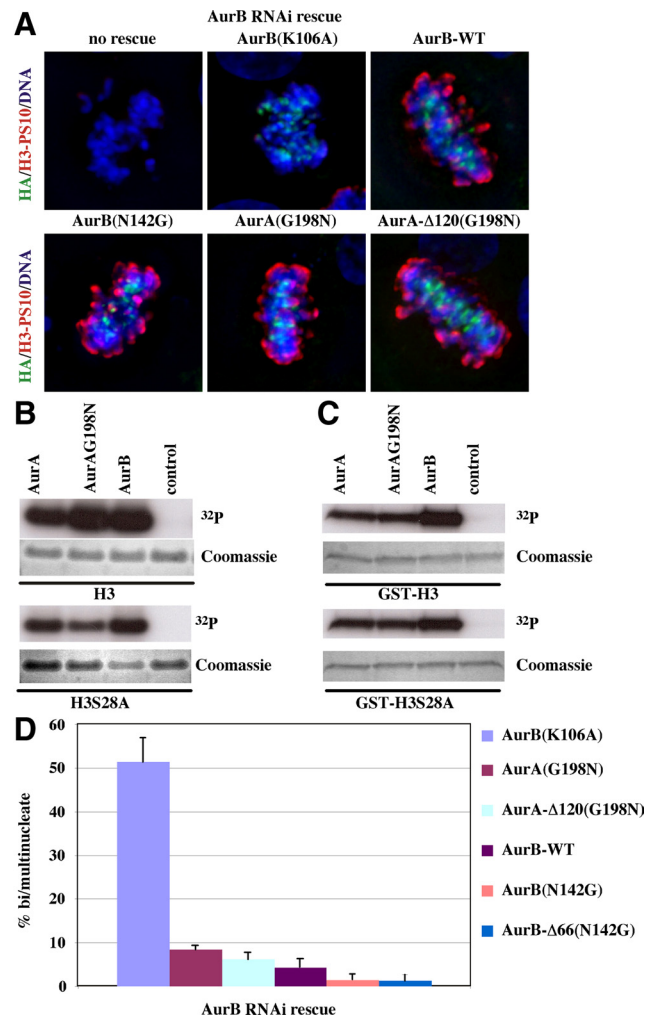 A
AurB RNAi rescue
no rescue
AurB(K106A)
AurB-WT
HA/H3-PS10/DNA
AurB(N142G)
AurA(G198N)
AurA-Δ120(G198N)
HA/H3-PS10/DNA
B
AurA
AurAG198N
AurB
control
32P
Coomassie
H3
32P
Coomassie
H3S28A
C
AurA
AurAG198N
AurB
control
32P
Coomassie
GST-H3
32P
Coomassie
GST-H3S28A
D
% bi/multinucleate
60
50
40
30
20
10
0
AurB RNAi rescue
AurB(K106A)
AurA(G198N)
AurA-Δ120(G198N)
AurB-WT
AurB(N142G)
AurB-Δ66(N142G)